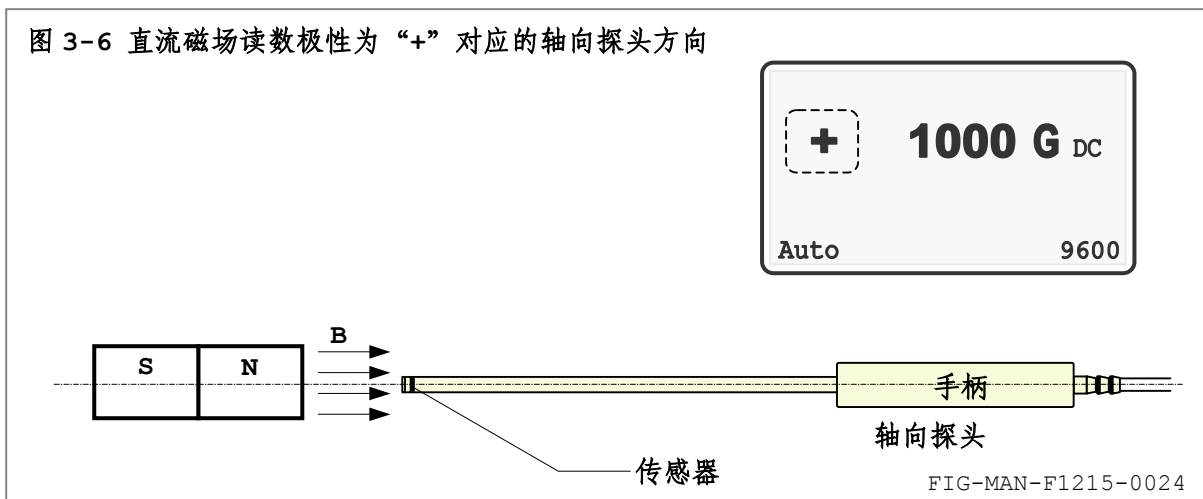 图 3-6 直流磁场读数极性为“+”对应的轴向探头方向
+ 1000 G DC
Auto 9600
B
S N
手柄
轴向探头
传感器
FIG-MAN-F1215-0024